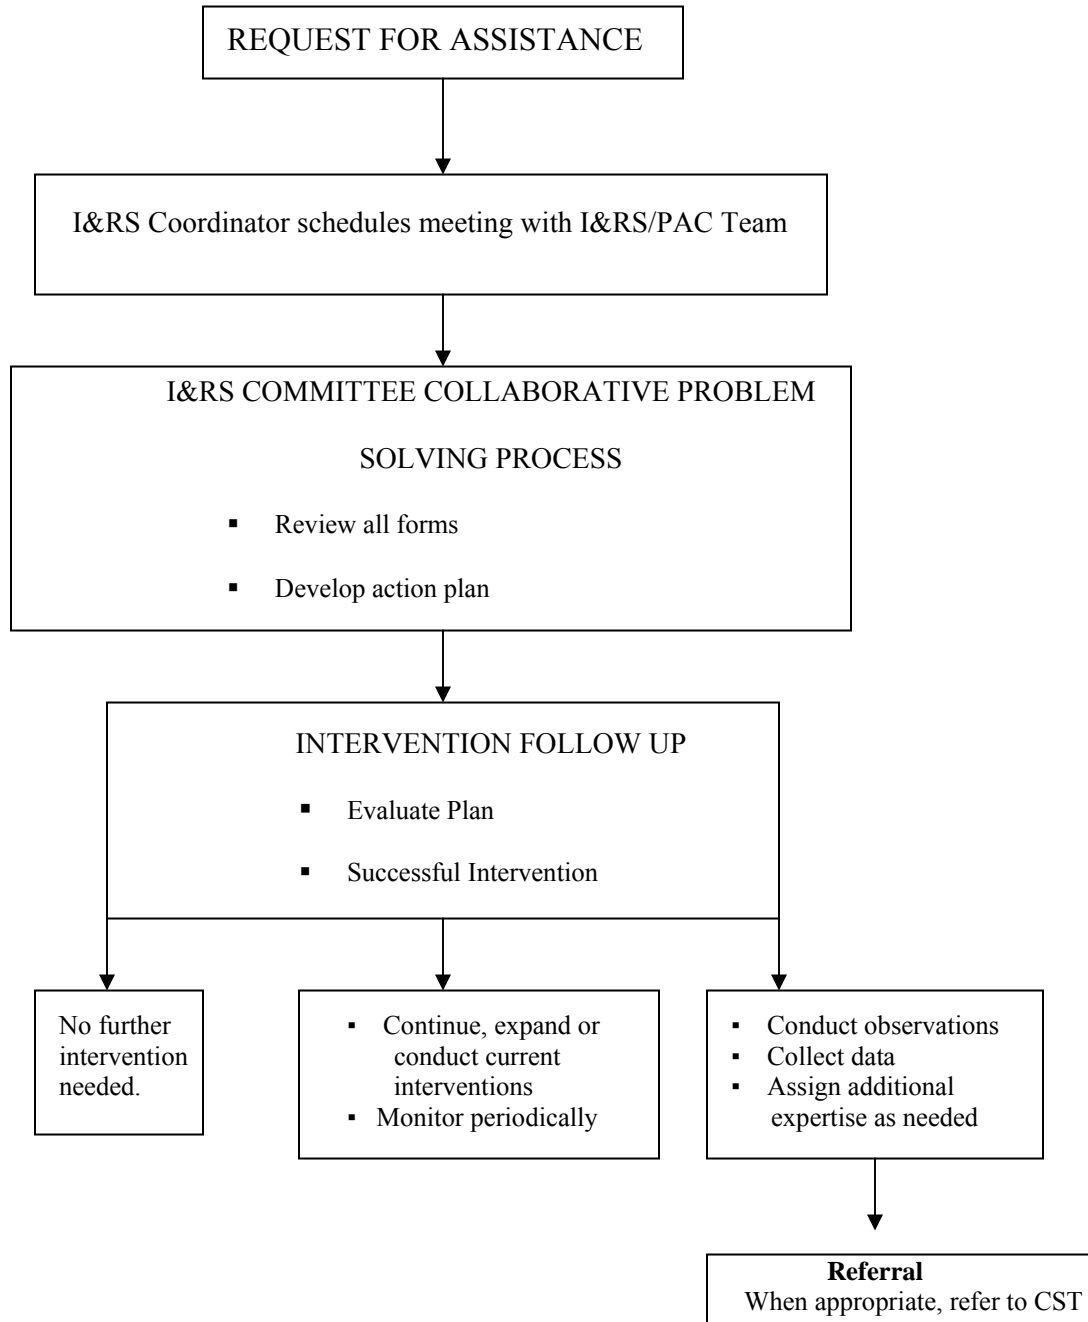 REQUEST FOR ASSISTANCE
I&RS Coordinator schedules meeting with I&RS/PAC Team
I&RS COMMITTEE COLLABORATIVE PROBLEM
SOLVING PROCESS
▪ Review all forms
▪ Develop action plan
INTERVENTION FOLLOW UP
▪ Evaluate Plan
▪ Successful Intervention
No further
intervention
needed.
▪ Continue, expand or
conduct current
interventions
▪ Monitor periodically
▪ Conduct observations
▪ Collect data
▪ Assign additional
expertise as needed
Referral
When appropriate, refer to CST